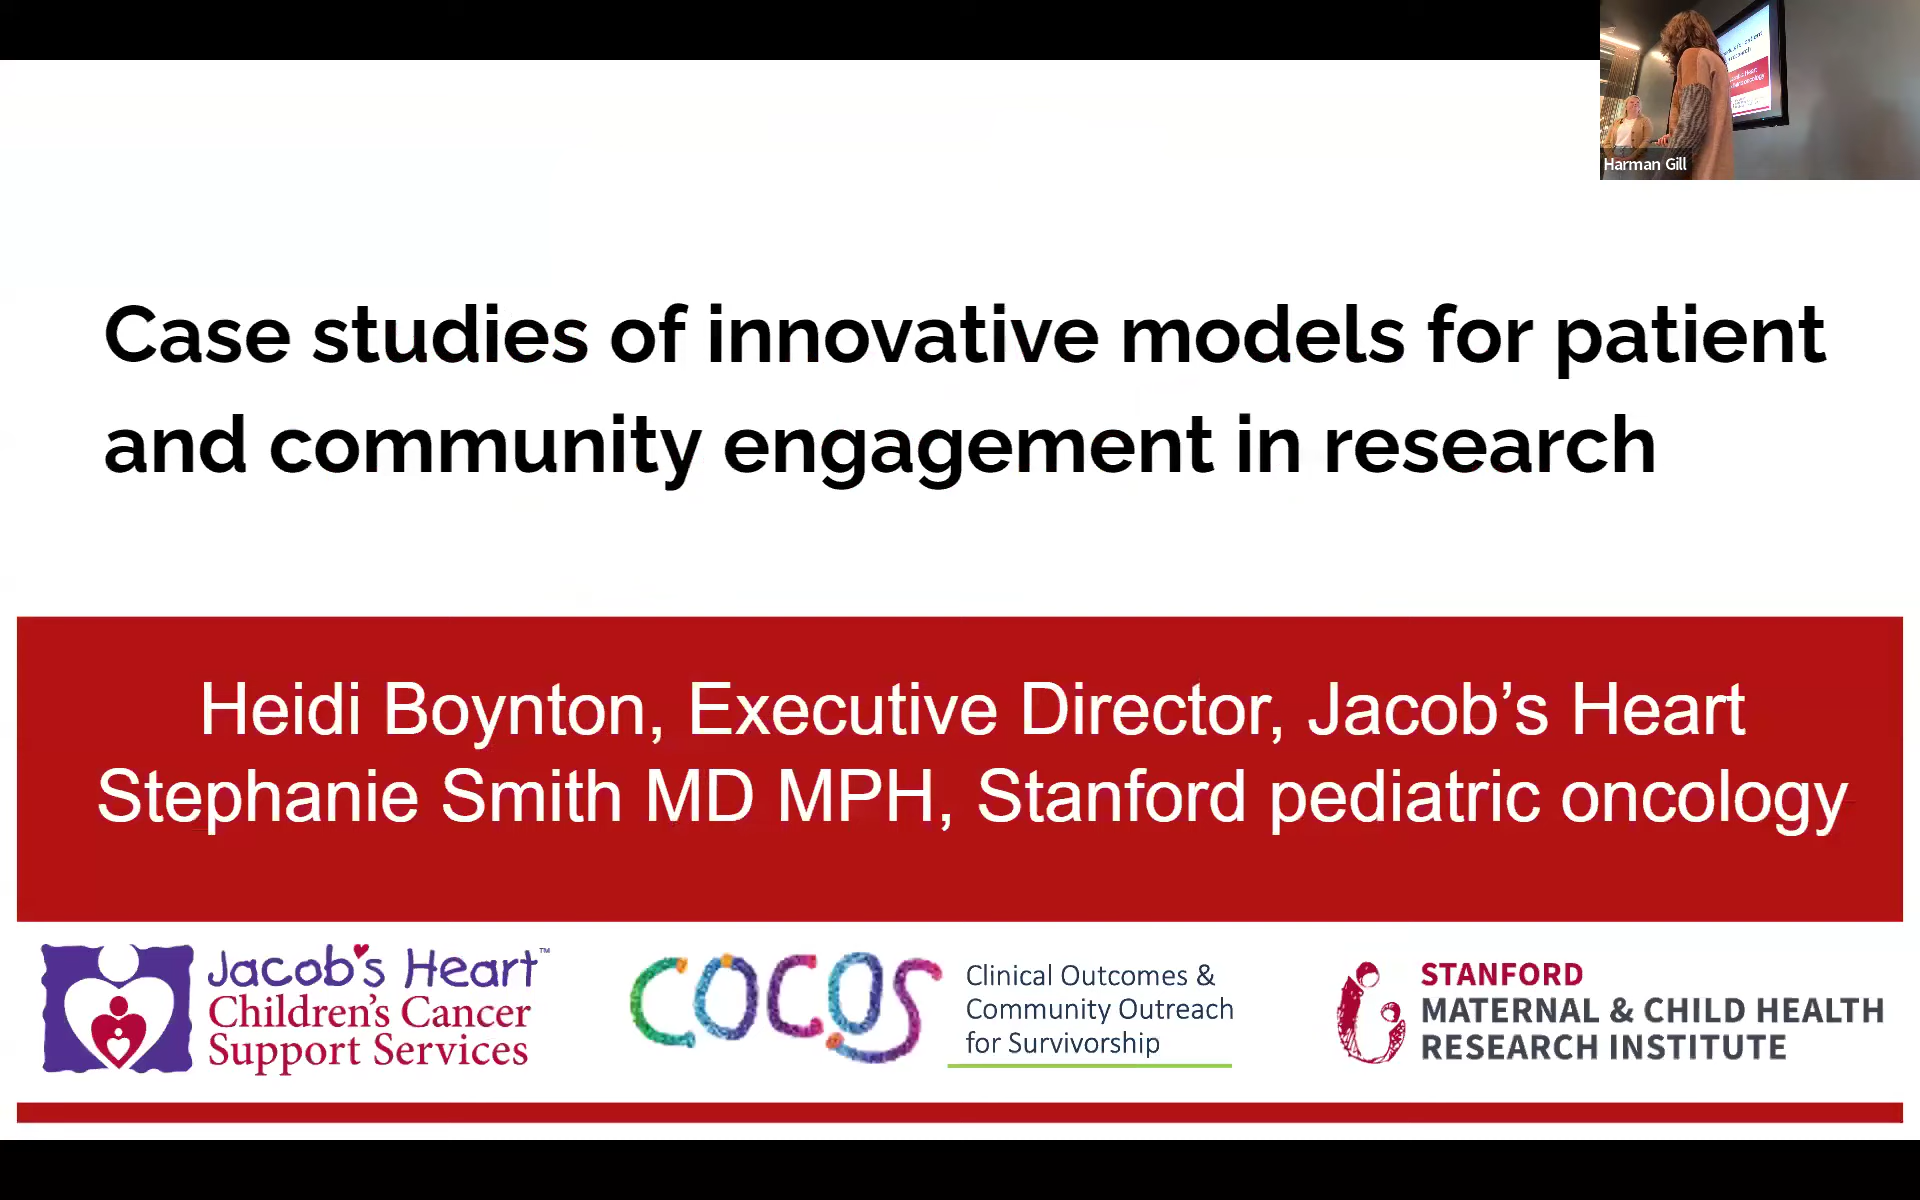 Harman Gill
Case studies of innovative models for patient
and community engagement in research
Heidi Boynton, Executive Director, Jacob’s Heart
Stephanie Smith MD MPH, Stanford pediatric oncology
Jacob's Heart™
Children's Cancer
Support Services
COCOS
Clinical Outcomes &
Community Outreach
for Survivorship
STANFORD
MATERNAL & CHILD HEALTH
RESEARCH INSTITUTE